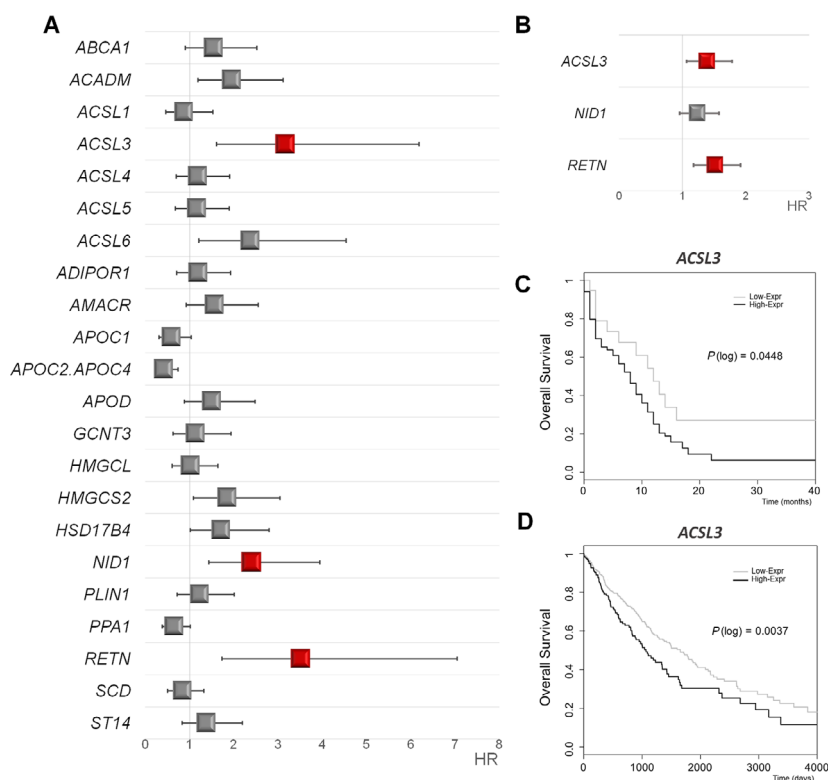 A
ABCA1
ACADM
ACSL1
ACSL3
ACSL4
ACSL5
ACSL6
ADIPOR1
AMACR
APOC1
APOC2.APOC4
APOD
GCNT3
HMGCL
HMGCS2
HSD17B4
NID1
PLIN1
PPA1
RETN
SCD
ST14
0 1 2 3 4 5 6 7 8
HR
B
ACSL3
NID1
RETN
0 1 2 3
HR
C
ACSL3
Low-Expr
High-Expr
P(log) = 0.0448
Overall Survival
1
0.8
0.6
0.4
0.2
0.0
0 10 20 30 40
Time (months)
D
ACSL3
Low-Expr
High-Expr
P(log) = 0.0037
Overall Survival
1
0.8
0.6
0.4
0.2
0.0
0 1000 2000 3000 4000
Time (days)